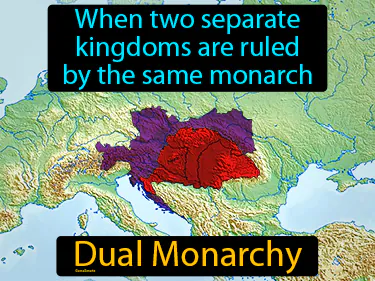 When two separate
kingdoms are ruled
by the same monarch
Dual Monarchy